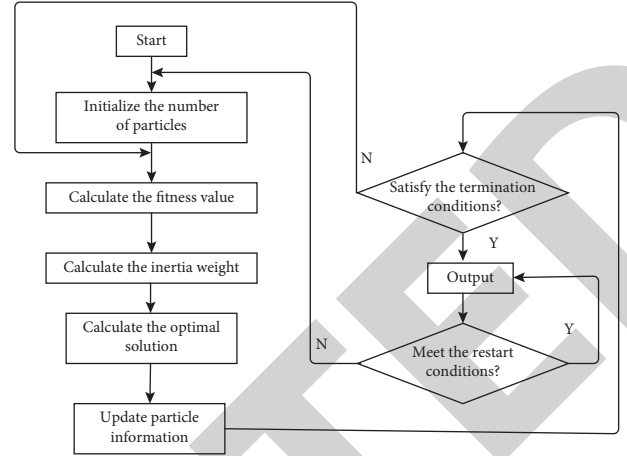 Start
Initialize the number
of particles
Calculate the fitness value
Calculate the inertia weight
Calculate the optimal
solution
Update particle
information
N
Satisfy the termination
conditions?
Y
Output
N
Meet the restart
conditions?
Y